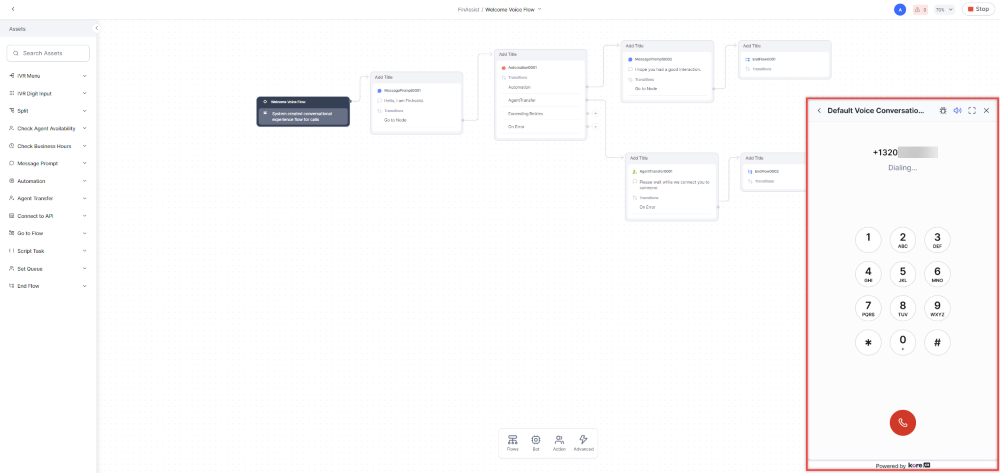 FinAssist / Welcome Voice Flow
A
8
70%
Stop
Assets
Search Assets
IVR Menu
IVR Digit Input
Split
Check Agent Availability
Check Business Hours
Message Prompt
Automation
Agent Transfer
Connect to API
Go to Flow
Script Task
Set Queue
End Flow
Welcome Voice Flow
System created conversational
experience flow for calls
Add Title
MessagePrompt0001
Hello, I am FinAssist.
Transitions
Go to Node
Add Title
Automation0001
Transitions
Automation
AgentTransfer
Exceeding Retries
On Error
Add Title
MessagePrompt0002
I hope you had a good interaction.
Transitions
Go to Node
Add Title
EndFlow0001
Transitions
Add Title
AgentTransfer0001
Please wait while we connect you to
someone.
Transitions
On Error
Add Title
EndFlow0002
Transitions
Flows
Bot
Action
Advanced
Default Voice Conversatio...
+1320
Dialing...
1
2
ABC
3
DEF
4
GHI
5
JKL
6
MNO
7
PQRS
8
TUV
9
WXYZ
*
0
#
Powered by kore.ai